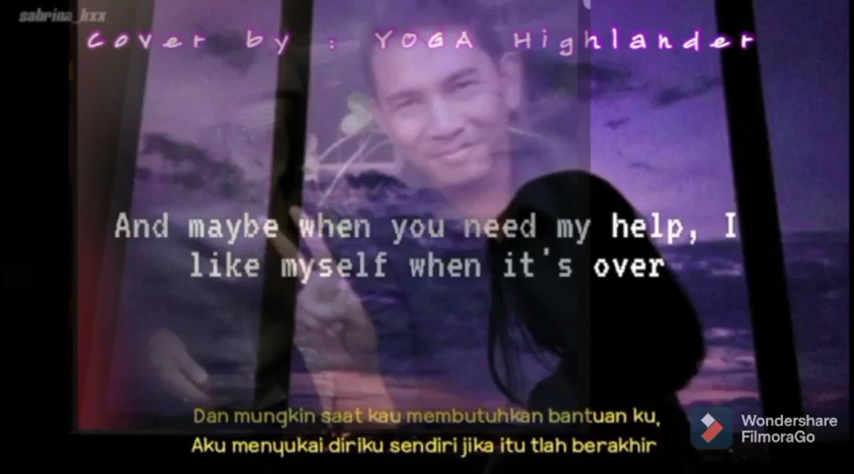 sabrina_kxx
Cover by : YOGA Highlander
And maybe when you need my help, I
like myself when it's over
Dan mungkin saat kau membutuhkan bantuan ku,
Aku menyukai diriku sendiri jika itu tlah berakhir
Wondershare
FilmoraGo